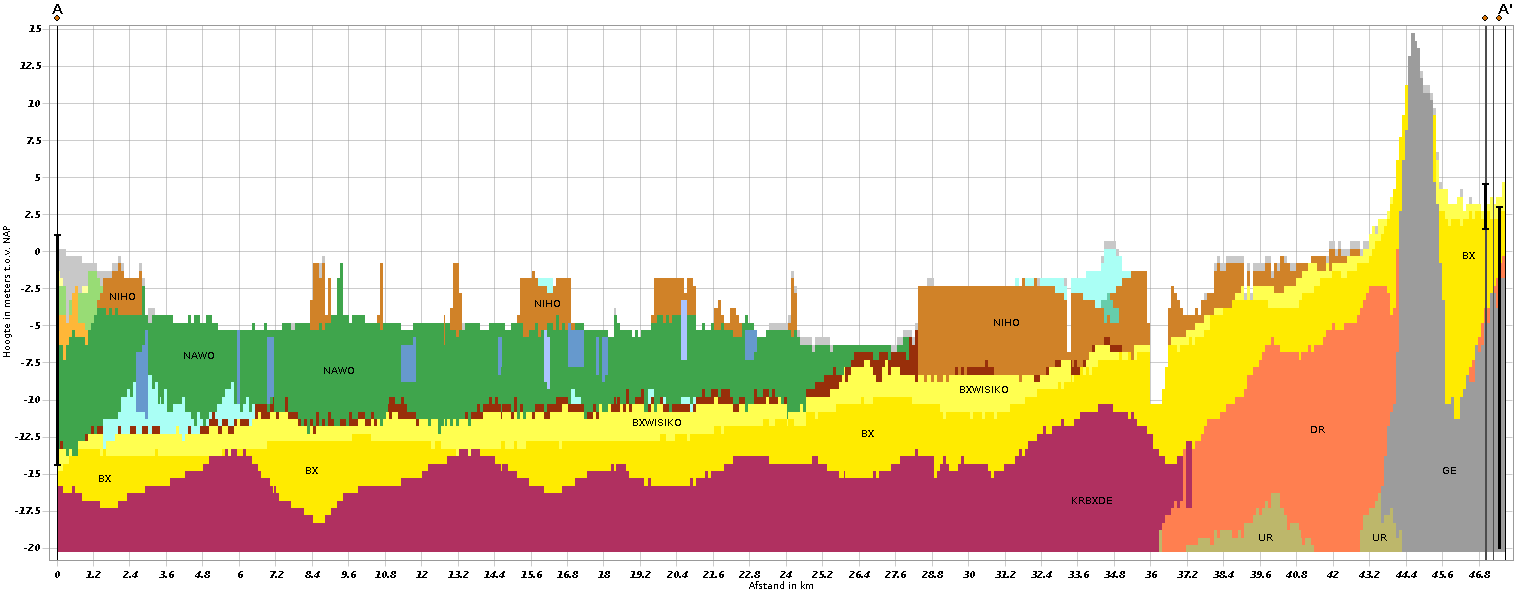 A A'
15
12.5
10
7.5
5
2.5
0
-2.5
-5
-7.5
-10
-12.5
-15
-17.5
-20
Hoogte in meters t.o.v. NAP
BX
NIHO NIHO
NIHO
NAWO
NAWO
BXWISIKO
BXWISIKO
BX
DR
BX GE
BX
KRBXDE
UR UR
0 1.2 2.4 3.6 4.8 6 7.2 8.4 9.6 10.8 12 13.2 14.4 15.6 16.8 18 19.2 20.4 21.6 22.8 24 25.2 26.4 27.6 28.8 30 31.2 32.4 33.6 34.8 36 37.2 38.4 39.6 40.8 42 43.2 44.4 45.6 46.8
Afstand in km